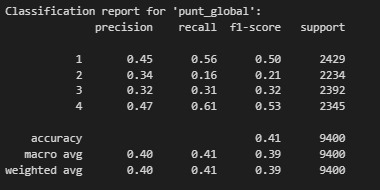 Classification report for 'punt_global':
precision recall f1-score support
1 0.45 0.56 0.50 2429
2 0.34 0.16 0.21 2234
3 0.32 0.31 0.32 2392
4 0.47 0.61 0.53 2345
accuracy 0.41 9400
macro avg 0.40 0.41 0.39 9400
weighted avg 0.40 0.41 0.39 9400